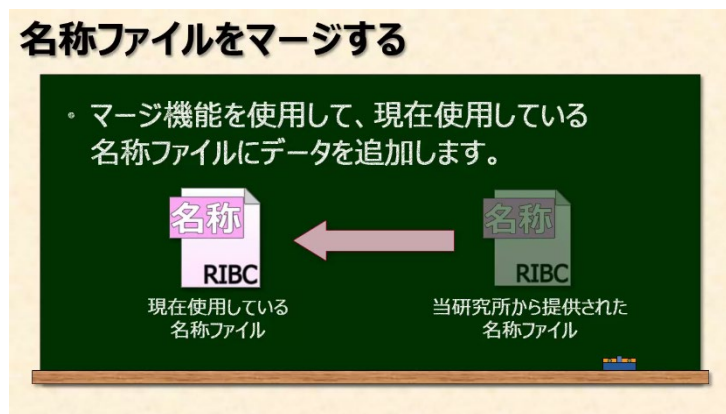 名称ファイルをマージする
・マージ機能を使用して、現在使用している
名称ファイルにデータを追加します。
名称
RIBC
現在使用している
名称ファイル
名称
RIBC
当研究所から提供された
名称ファイル